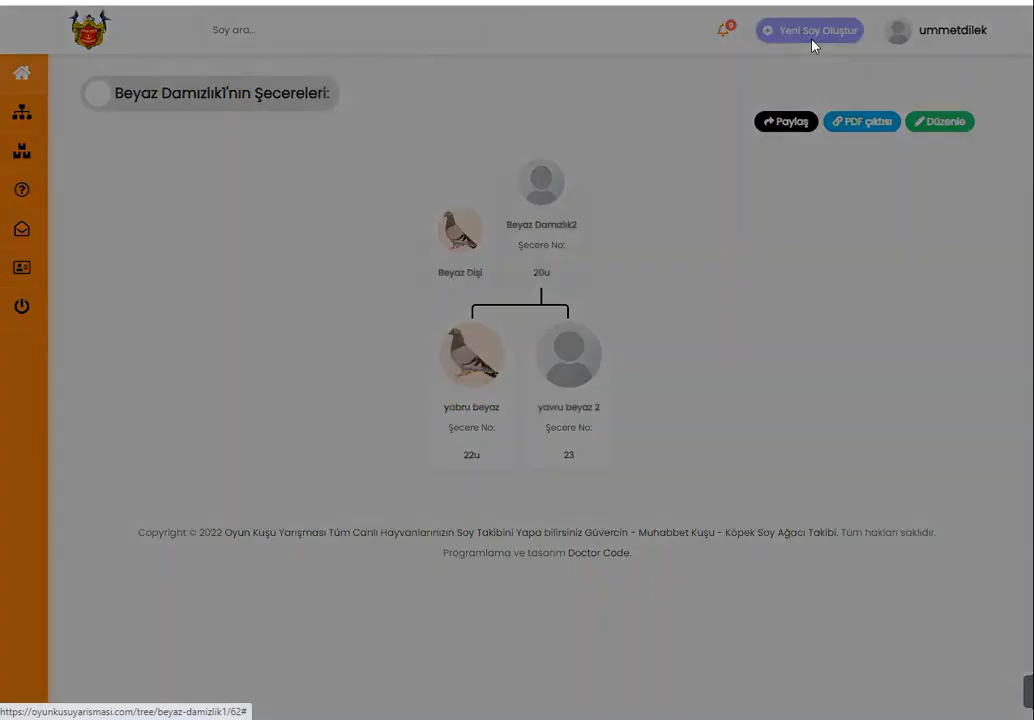 Soy ara...
0
Yeni Soy Oluştur
ummetdilek
Beyaz Damızlık1'nın Şecereleri:
Paylaş
PDF çıktısı
Düzenle
Beyaz Dişi
Beyaz Damızlık2
Şecere No:
20u
yabru beyaz
Şecere No:
22u
yavru beyaz 2
Şecere No:
23
Copyright © 2022 Oyun Kuşu Yarışması Tüm Canlı Hayvanlarınızın Soy Takibini Yapa bilirsiniz Güvercin - Muhabbet Kuşu - Köpek Soy Ağacı Takibi. Tüm hakları saklıdır.
Programlama ve tasarım Doctor Code.
https://oyunkusuyarismasi.com/tree/beyaz-damizlik1/62#